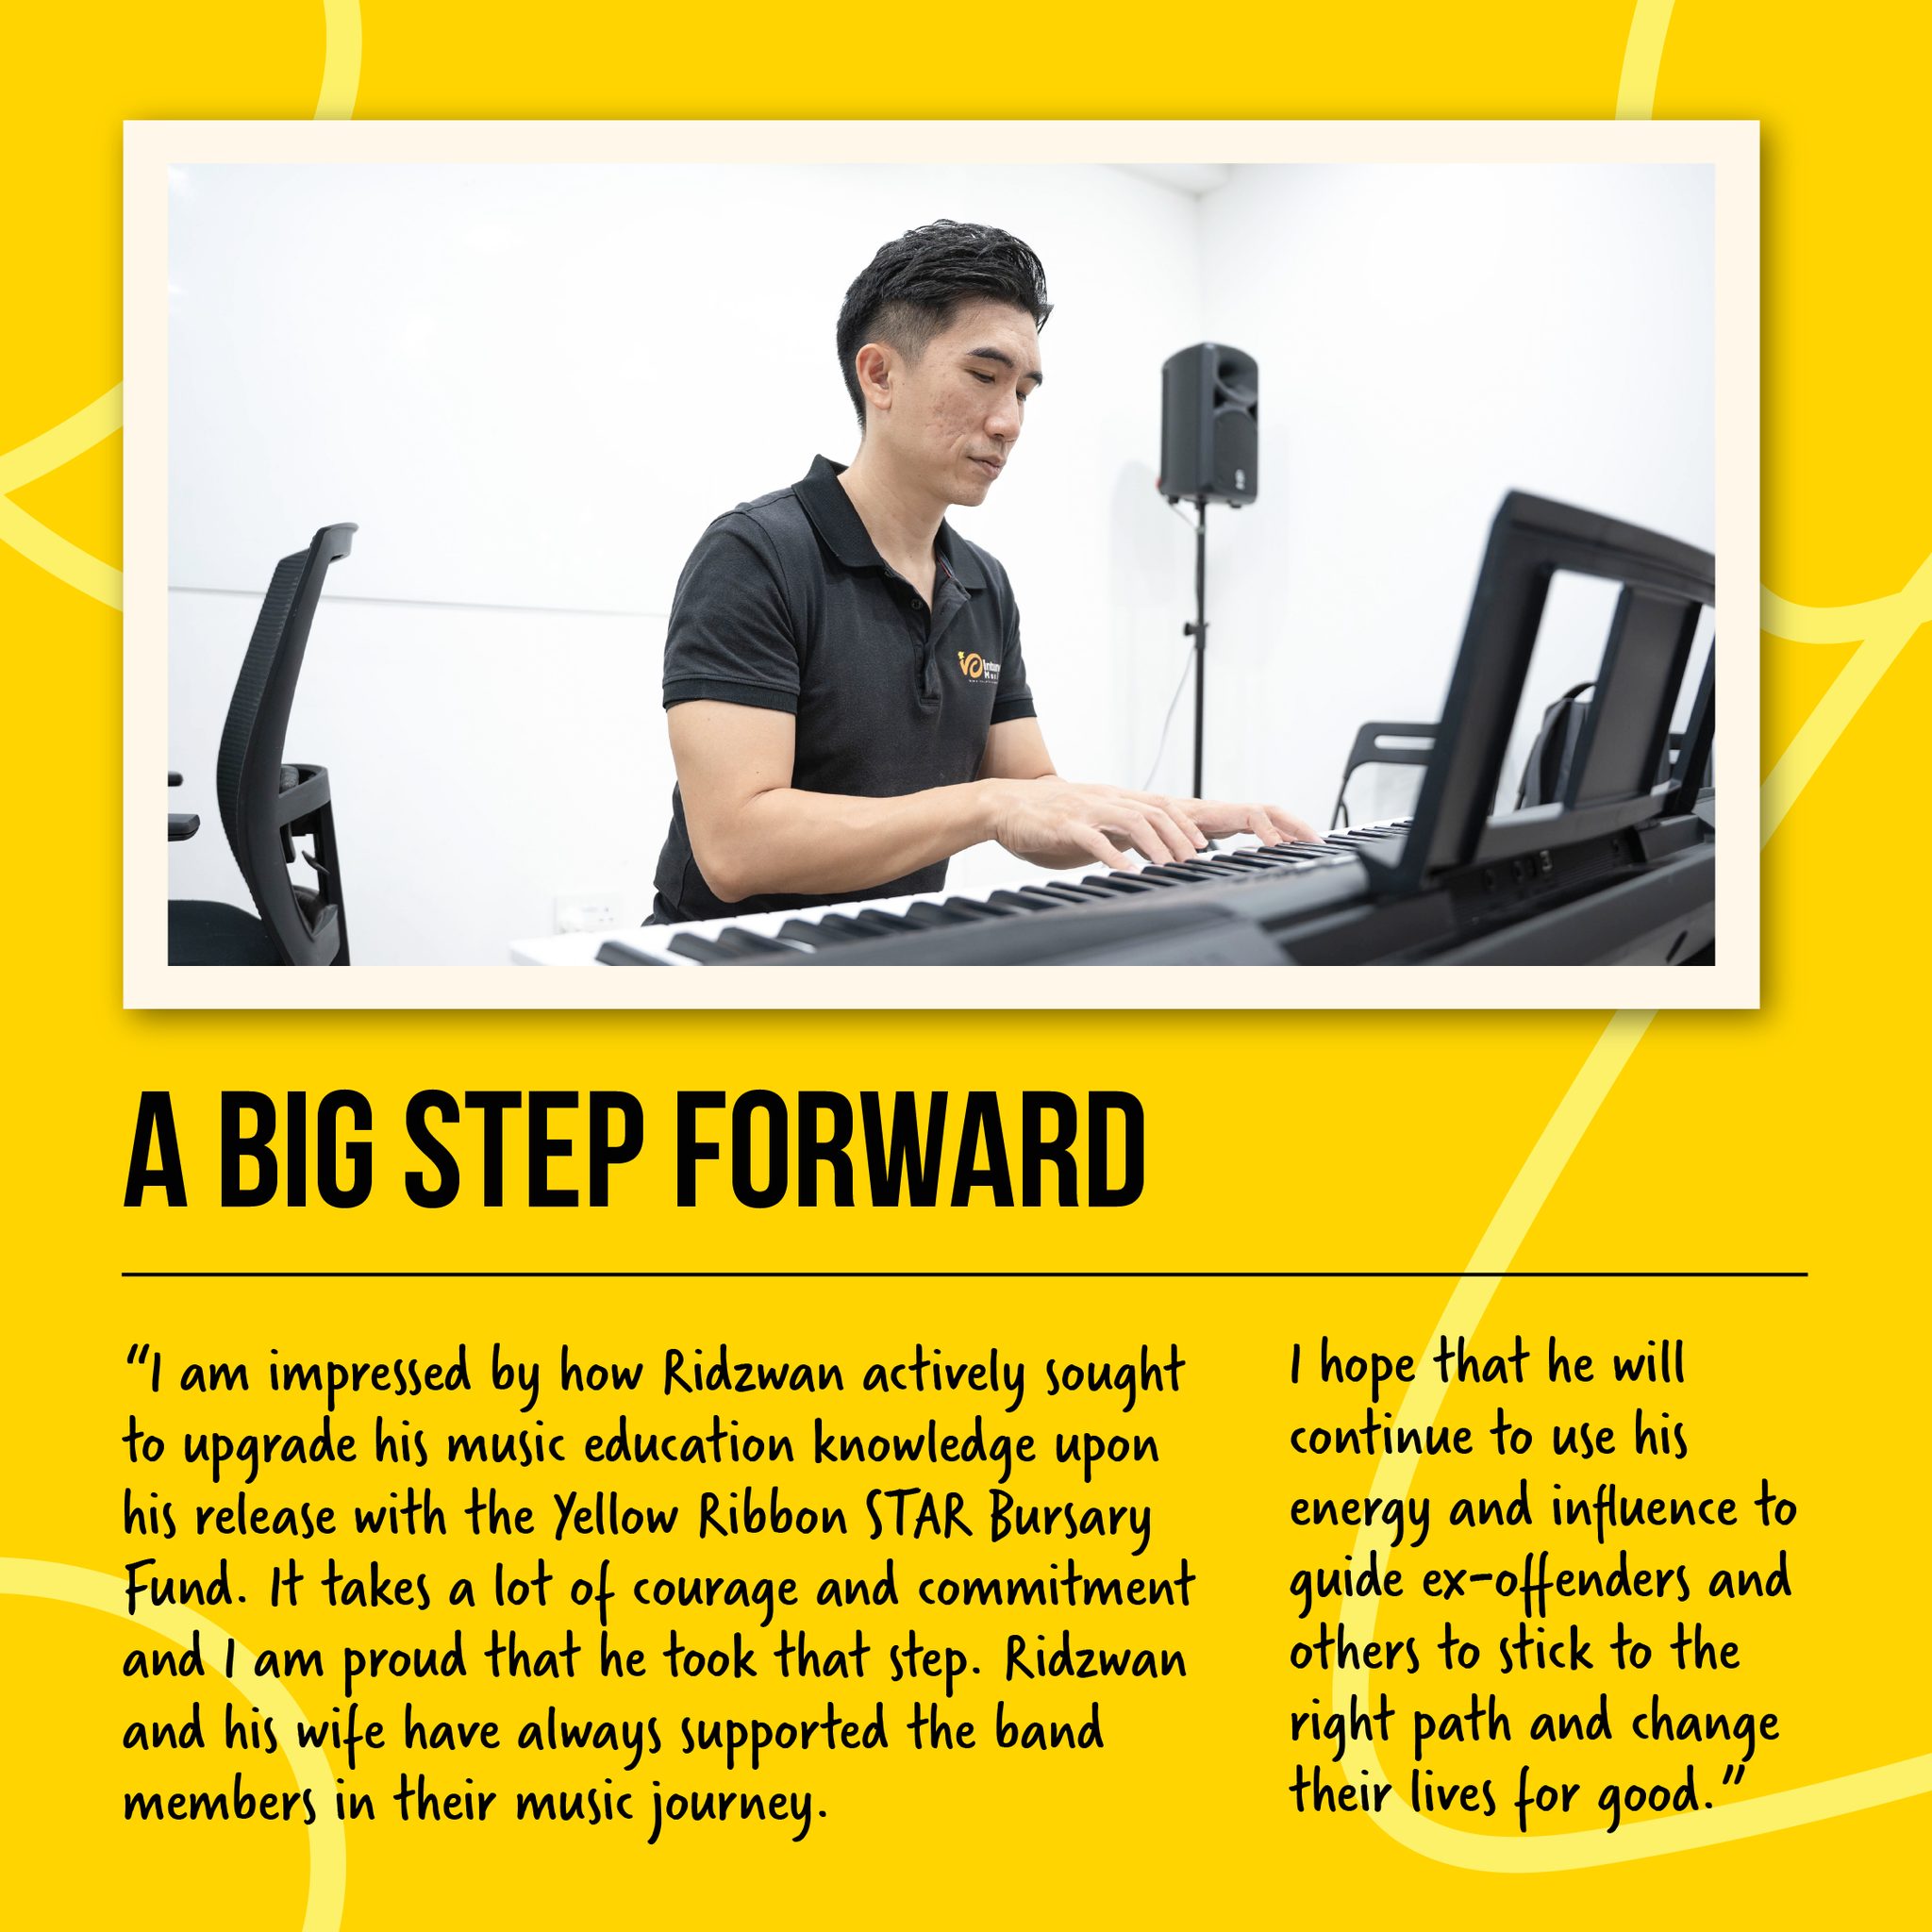 A BIG STEP FORWARD
“I am impressed by how Ridzwan actively sought
to upgrade his music education knowledge upon
his release with the Yellow Ribbon STAR Bursary
Fund. It takes a lot of courage and commitment
and I am proud that he took that step. Ridzwan
and his wife have always supported the band
members in their music journey.
I hope that he will
continue to use his
energy and influence to
guide ex-offenders and
others to stick to the
right path and change
their lives for good.”